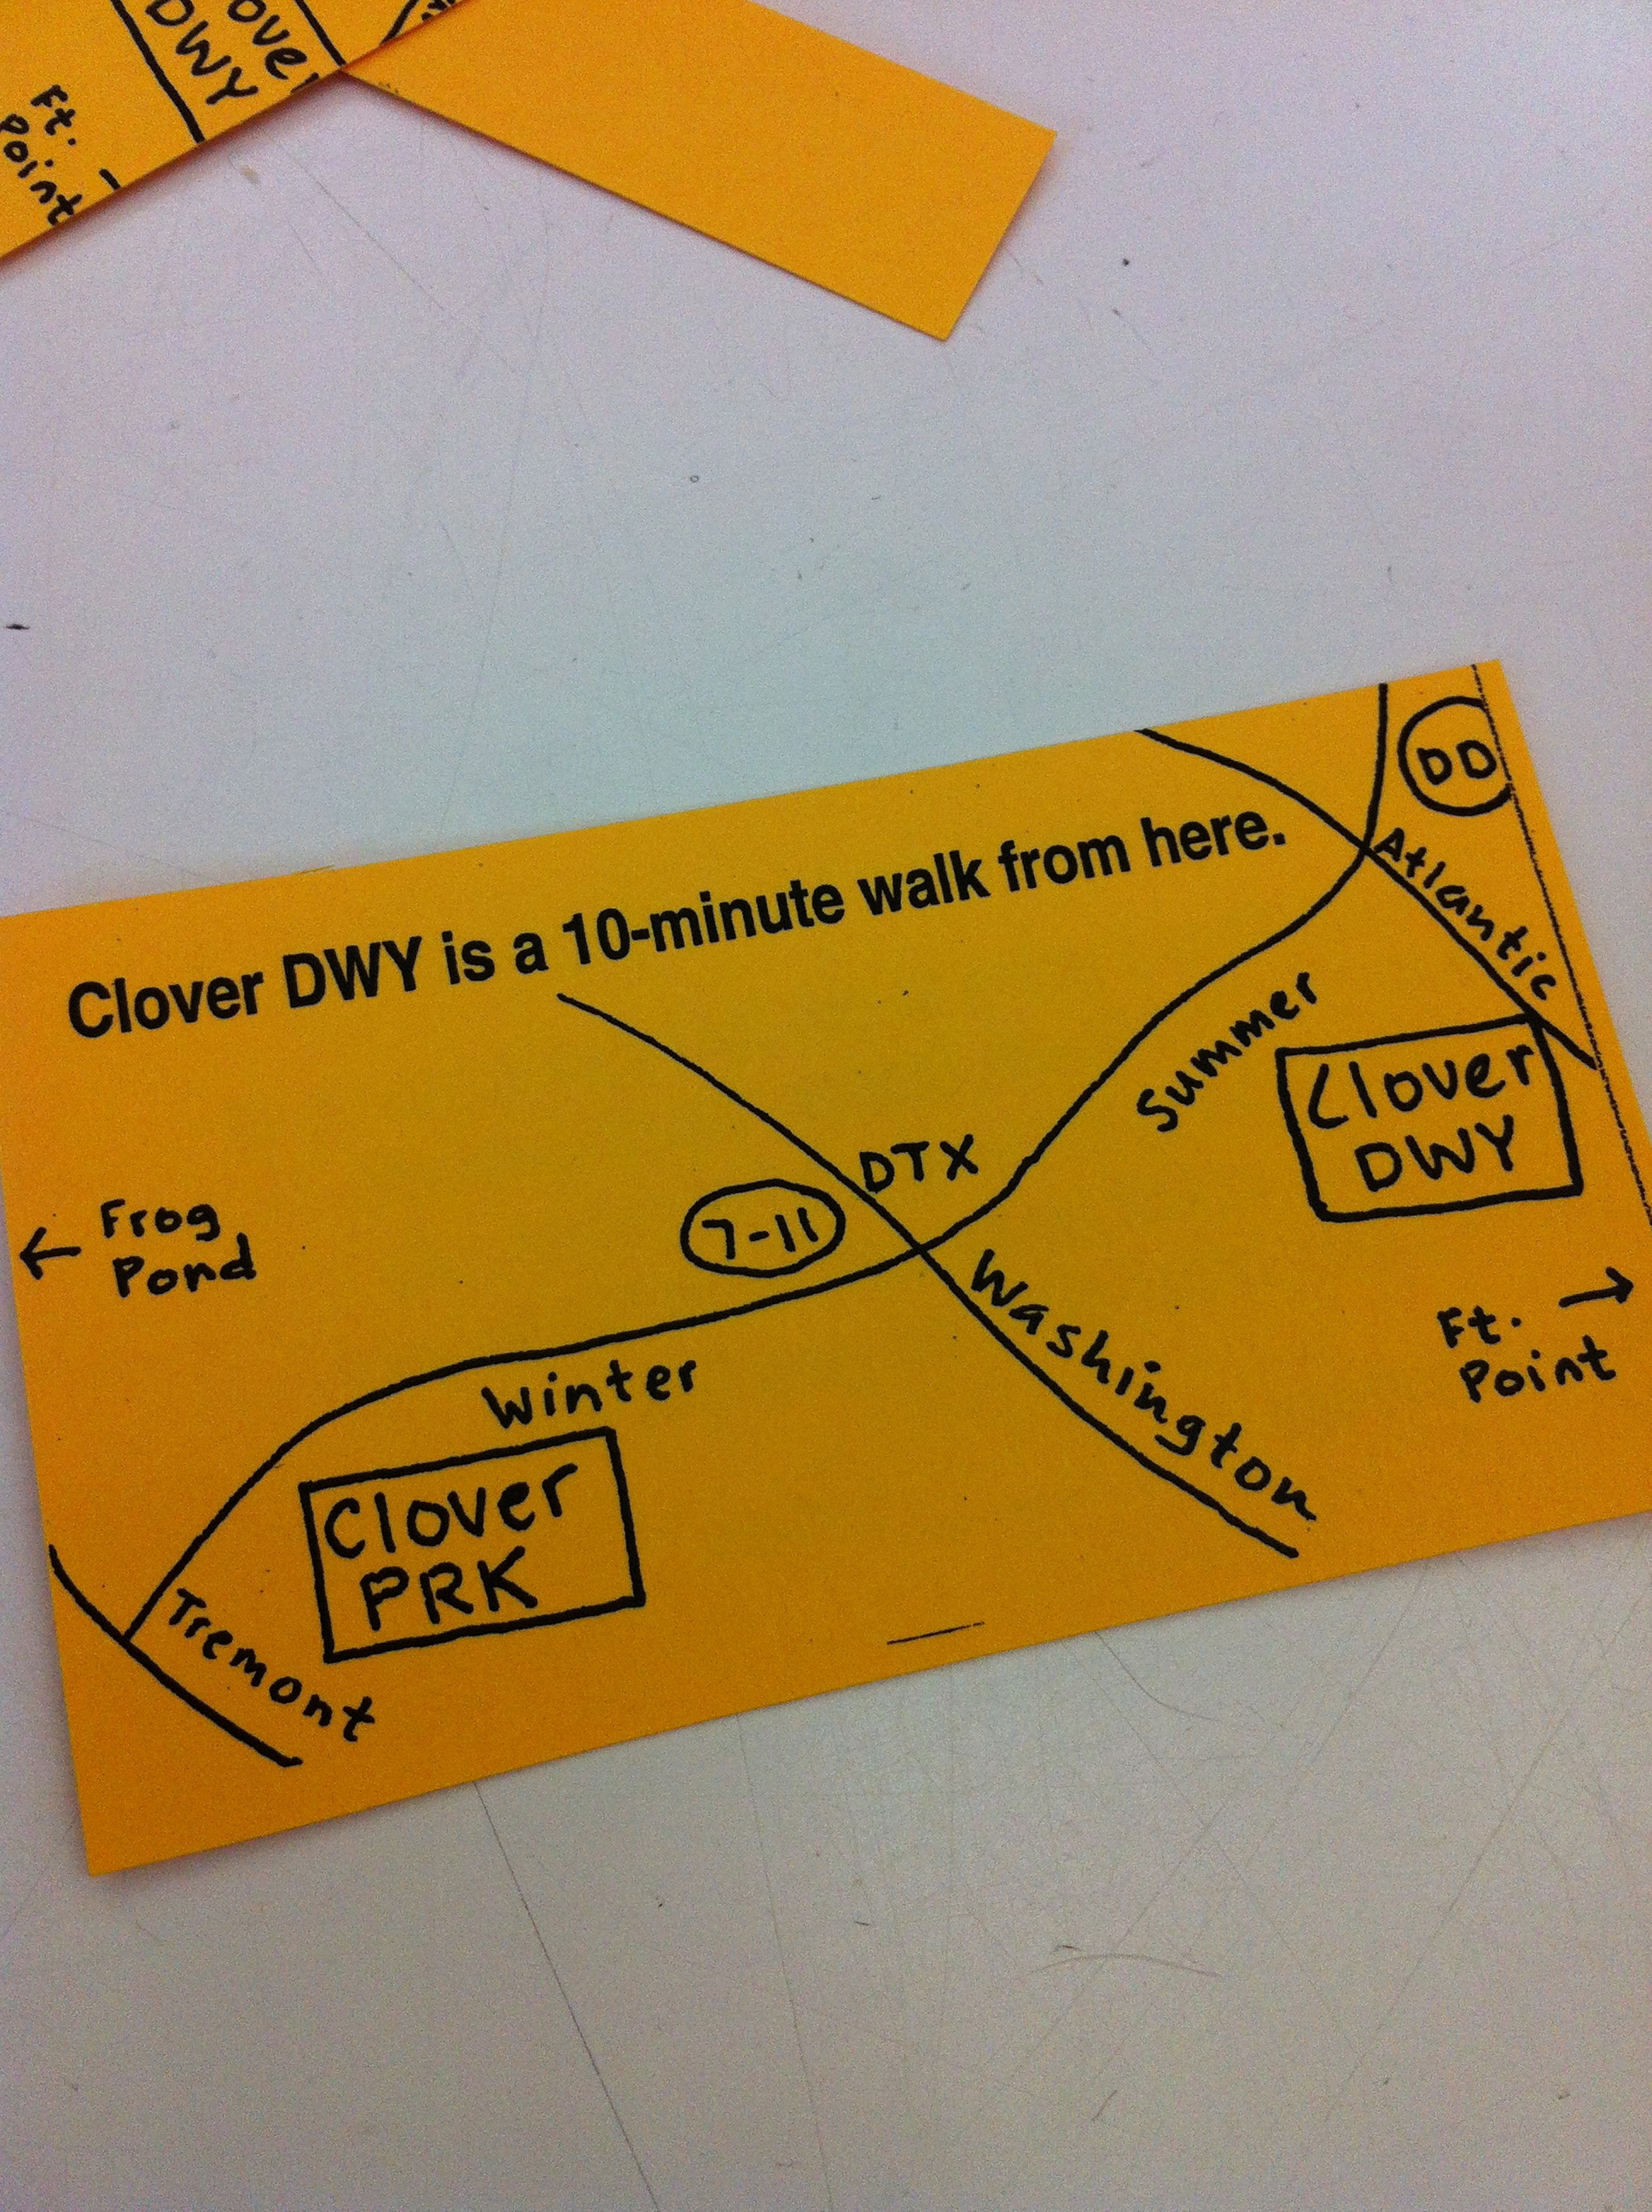 DWY
Ft.
Point
Clover DWY is a 10-minute walk from here.
DD
Atlantic
Summer
Clover
DWY
DTX
7-11
← Frog
Pond
Washington
Ft. →
Point
Winter
Clover
PRK
Tremont